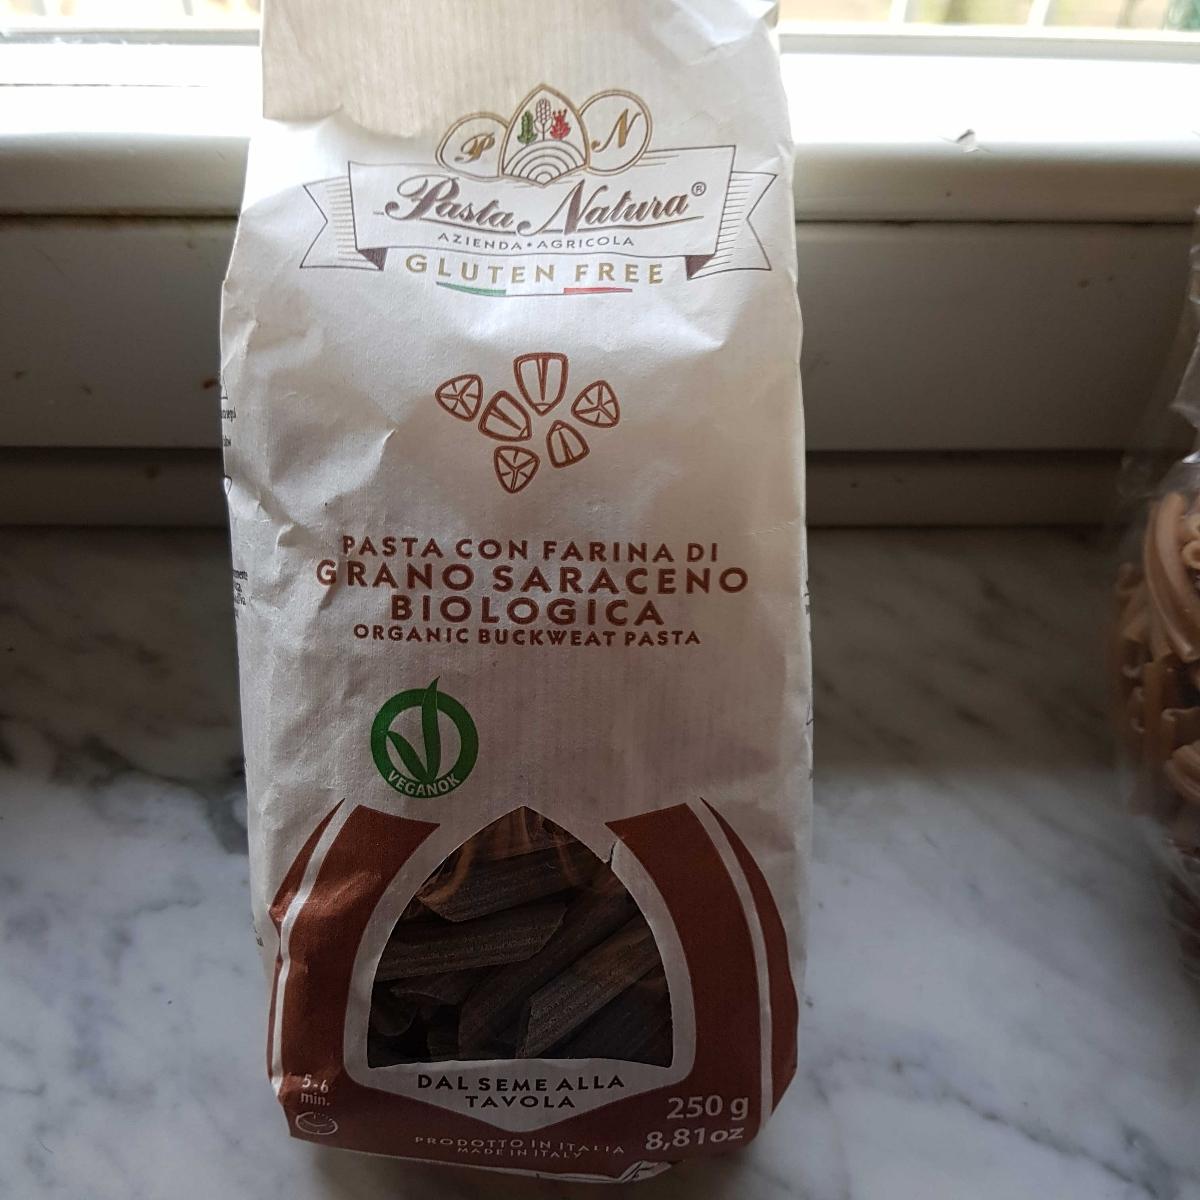 P N
Pasta Natura®
AZIENDA • AGRICOLA
GLUTEN FREE
PASTA CON FARINA DI
GRANO SARACENO
BIOLOGICA
ORGANIC BUCKWEAT PASTA
VEGANOK
5-6
min.
DAL SEME ALLA
TAVOLA
250 g
8,81oz
PRODOTTO IN ITALIA
MADE IN ITALY